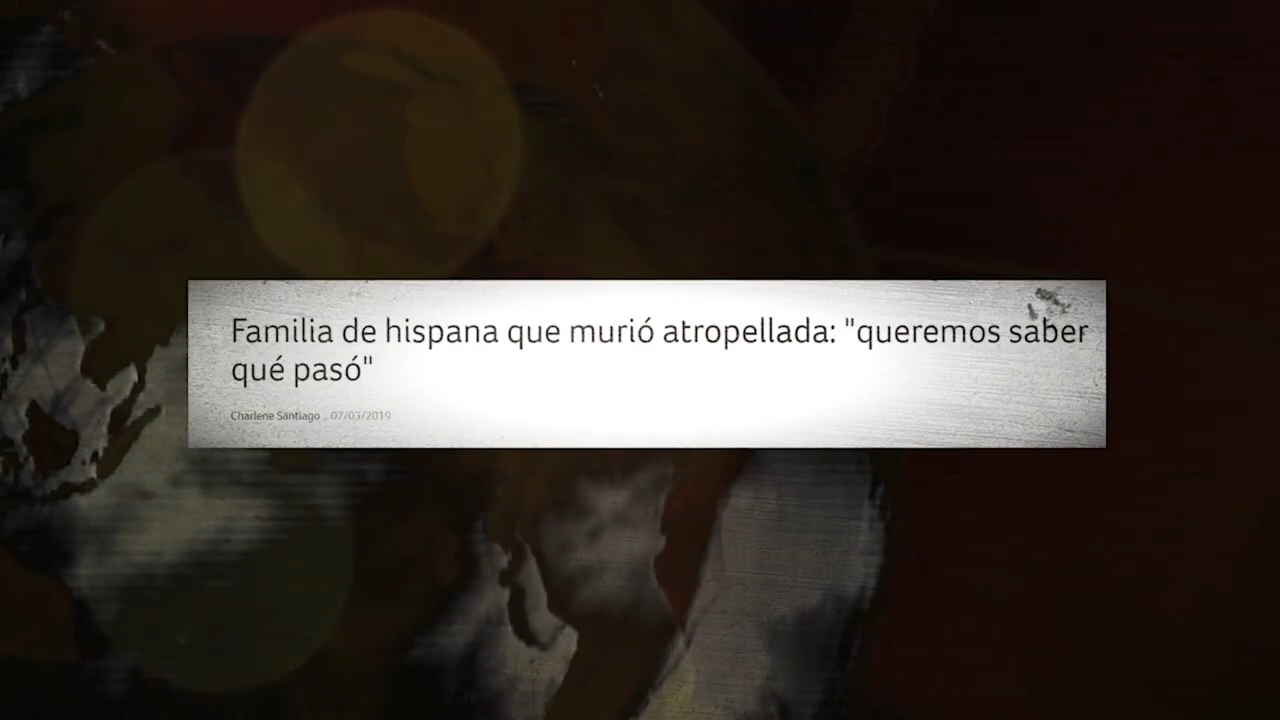 Familia de hispana que murió atropellada: "queremos saber
qué pasó"
Charlene Santiago , 07/03/2019